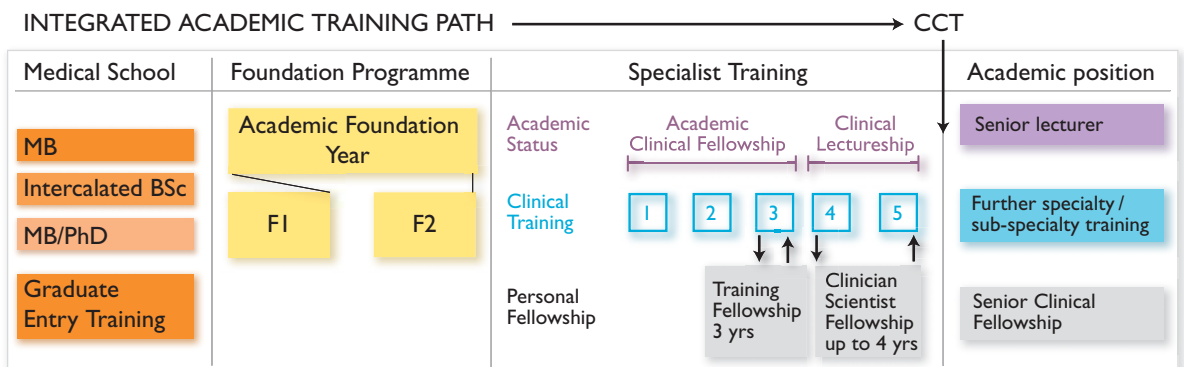 INTEGRATED ACADEMIC TRAINING PATH
CCT
Medical School
Foundation Programme
Specialist Training
Academic position
MB
Intercalated BSc
MB/PhD
Graduate
Entry Training
Academic Foundation
Year
F1
F2
Academic
Status
Academic
Clinical Fellowship
Clinical
Lectureship
Clinical
Training
1
2
3
4
5
Personal
Fellowship
Training
Fellowship
3 yrs
Clinician
Scientist
Fellowship
up to 4 yrs
Senior lecturer
Further specialty /
sub-specialty training
Senior Clinical
Fellowship